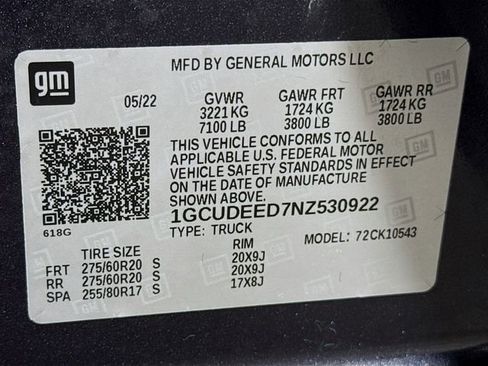 gm
MFD BY GENERAL MOTORS LLC
05/22 GVWR GAWR FRT GAWR RR
3221 KG 1724 KG 1724 KG
7100 LB 3800 LB 3800 LB
THIS VEHICLE CONFORMS TO ALL
APPLICABLE U.S. FEDERAL MOTOR
VEHICLE SAFETY STANDARDS IN EFFECT
ON THE DATE OF MANUFACTURE
SHOWN ABOVE.
1GCUDEED7NZ530922
618G TYPE: TRUCK MODEL: 72CK10543
TIRE SIZE RIM
FRT 275/60R20 S 20X9J
RR 275/60R20 S 20X9J
SPA 255/80R17 S 17X8J